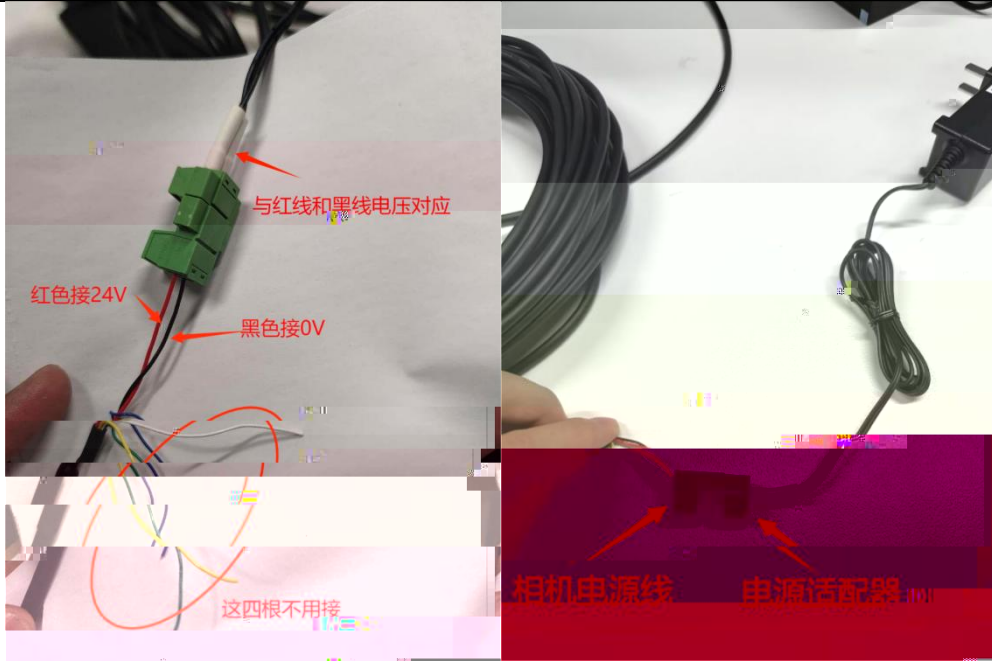 与红线和黑线电压对应
红色接24V
黑色接0V
这四根不用接
相机电源线
电源适配器